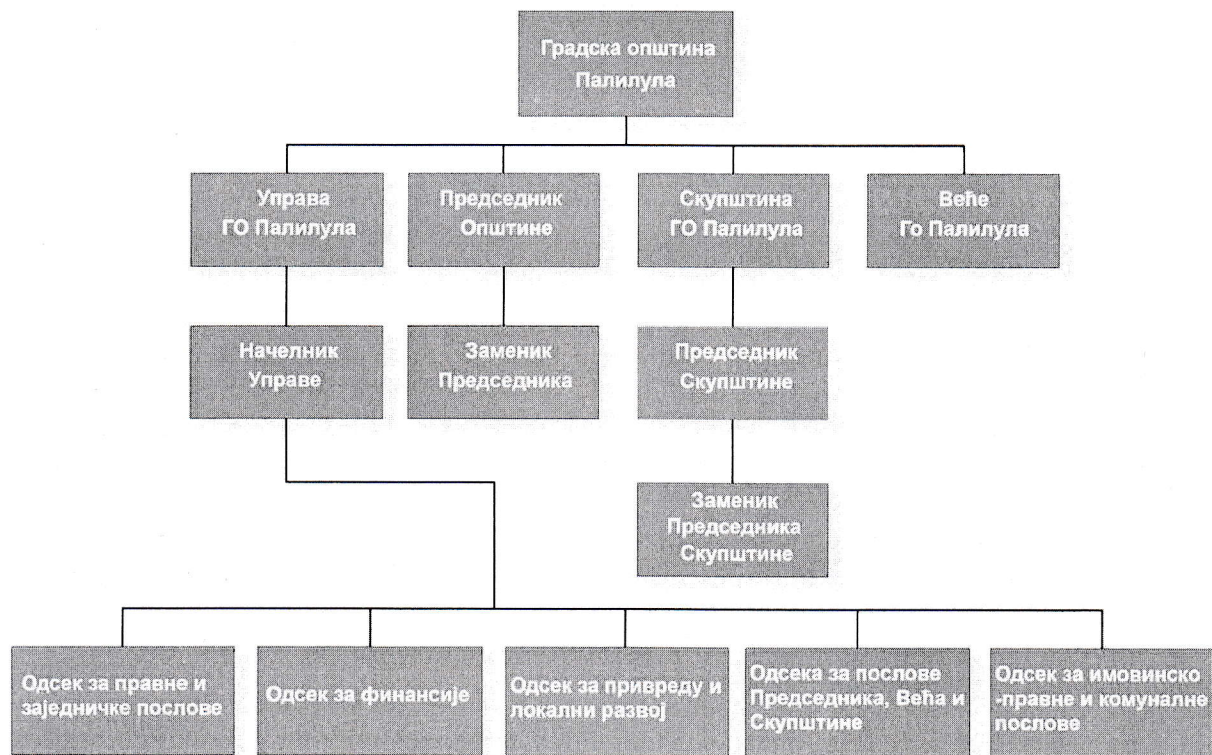 Градска општина
Палилула
Управа
ГО Палилула
Председник
Општине
Скупштина
ГО Палилула
Веће
Го Палилула
Начелник
Управе
Заменик
Председника
Председник
Скупштине
Заменик
Председника
Скупштине
Одсек за правне и
заједничке послове
Одсек за финансије
Одсек за привреду и
локални развој
Одсека за послове
Председника, Већа и
Скупштине
Одсек за имовинско
-правне и комуналне
послове